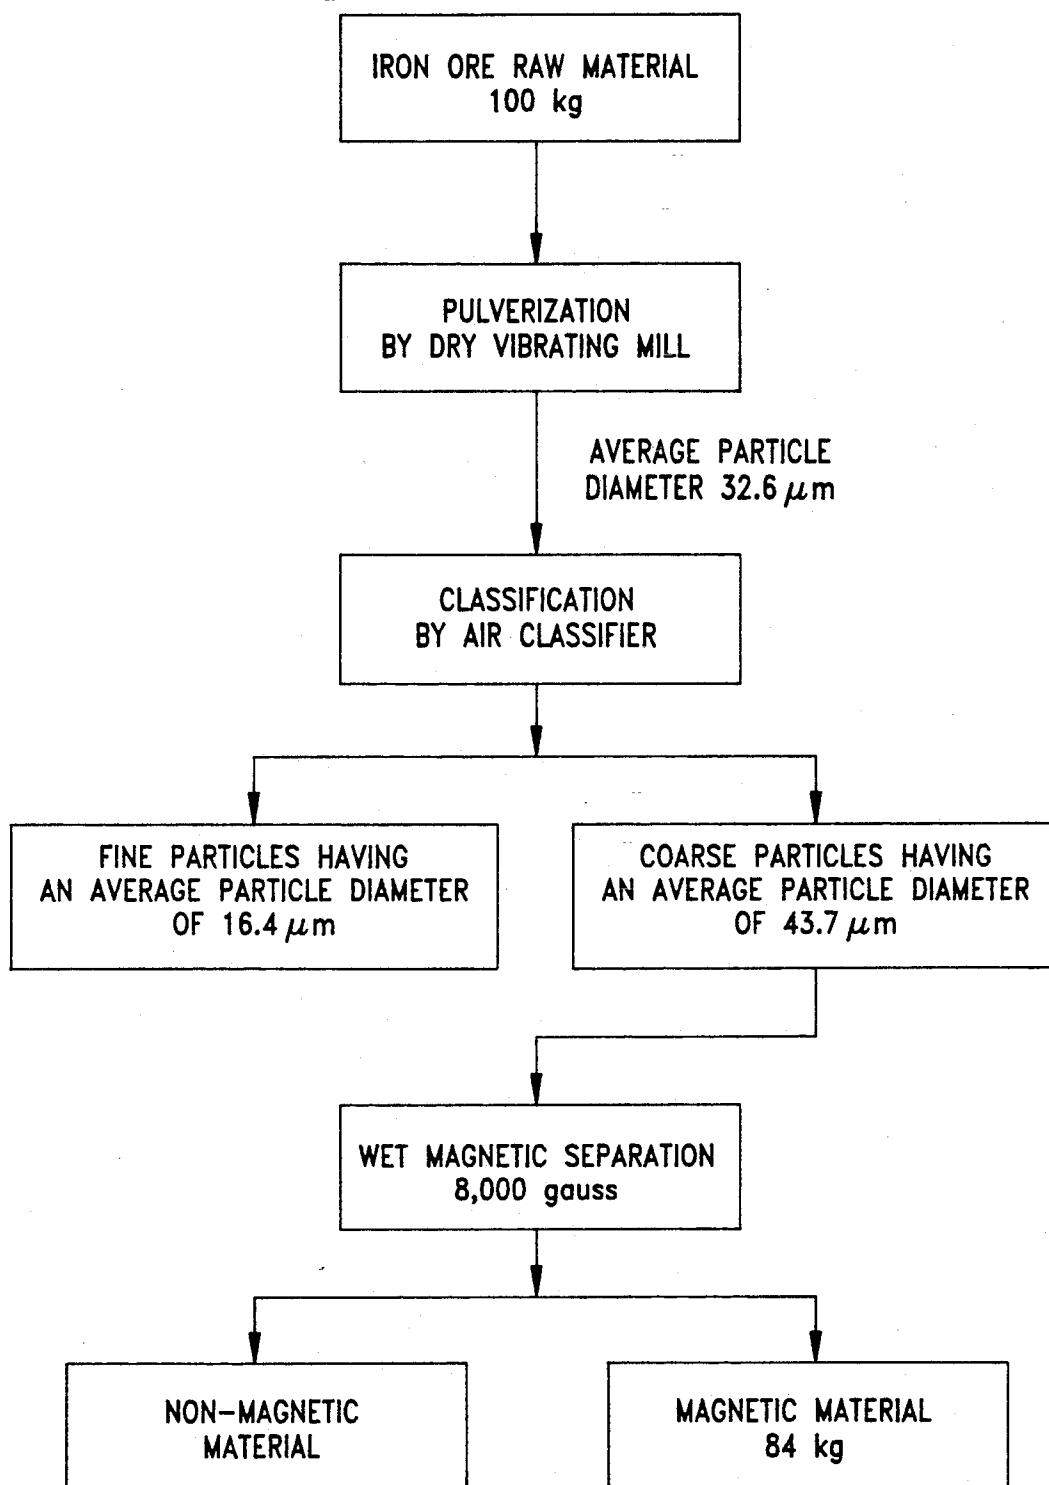 IRON ORE RAW MATERIAL
100 kg
PULVERIZATION
BY DRY VIBRATING MILL
AVERAGE PARTICLE
DIAMETER 32.6 μm
CLASSIFICATION
BY AIR CLASSIFIER
FINE PARTICLES HAVING
AN AVERAGE PARTICLE DIAMETER
OF 16.4 μm
COARSE PARTICLES HAVING
AN AVERAGE PARTICLE DIAMETER
OF 43.7 μm
WET MAGNETIC SEPARATION
8,000 gauss
NON-MAGNETIC
MATERIAL
MAGNETIC MATERIAL
84 kg